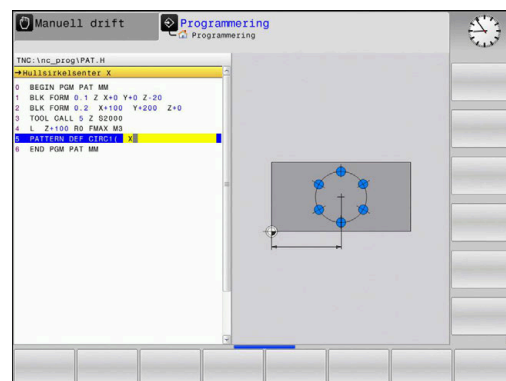 Manuell drift
Programmering
Programmering
TNC:\nc_prog\PAT.H
→Hullsirkelsenter X
0 BEGIN PGM PAT MM
1 BLK FORM 0.1 Z X+0 Y+0 Z-20
2 BLK FORM 0.2 X+100 Y+200 Z+0
3 TOOL CALL 5 Z S2000
4 L Z+100 R0 FMAX M3
5 PATTERN DEF CIRC1( X
6 END PGM PAT MM